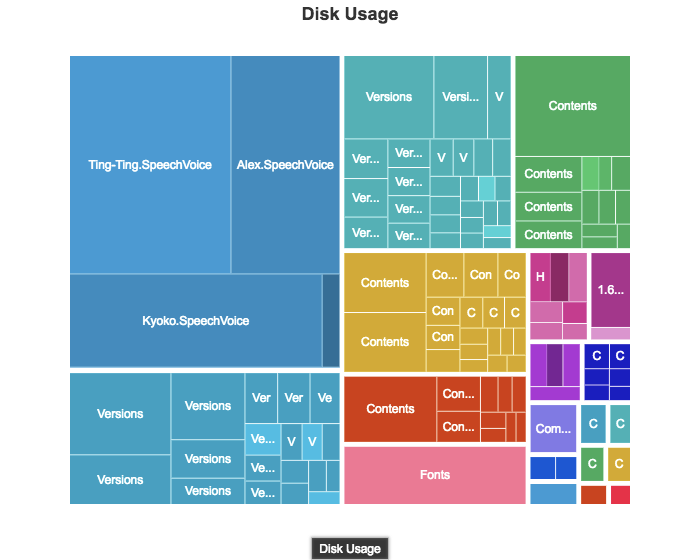 Disk Usage
Ting-Ting.SpeechVoice
Alex.SpeechVoice
Kyoko.SpeechVoice
Versions
Versi...
V
Ver...
Ver...
Ver...
Ver...
Ver...
Ver...
Ver...
V
V
Contents
Contents
Contents
Contents
Contents
Contents
Co...
Con
Co
Con
C
C
C
Con
H
1.6...
Versions
Versions
Versions
Versions
Versions
Ver
Ver
Ve
Ve...
V
V
Ve...
Ve...
Contents
Con...
Con...
Fonts
C
C
Com...
C
C
C
C
Disk Usage